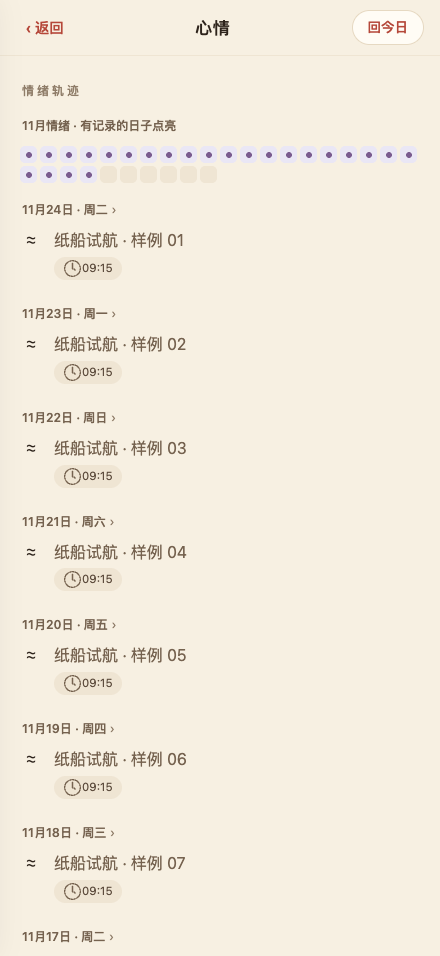 ‹ 返回
心情
回今日
情绪轨迹
11月情绪 · 有记录的日子点亮
11月24日 · 周二 ›
≈ 纸船试航 · 样例 01
09:15
11月23日 · 周一 ›
≈ 纸船试航 · 样例 02
09:15
11月22日 · 周日 ›
≈ 纸船试航 · 样例 03
09:15
11月21日 · 周六 ›
≈ 纸船试航 · 样例 04
09:15
11月20日 · 周五 ›
≈ 纸船试航 · 样例 05
09:15
11月19日 · 周四 ›
≈ 纸船试航 · 样例 06
09:15
11月18日 · 周三 ›
≈ 纸船试航 · 样例 07
09:15
11月17日 · 周二 ›